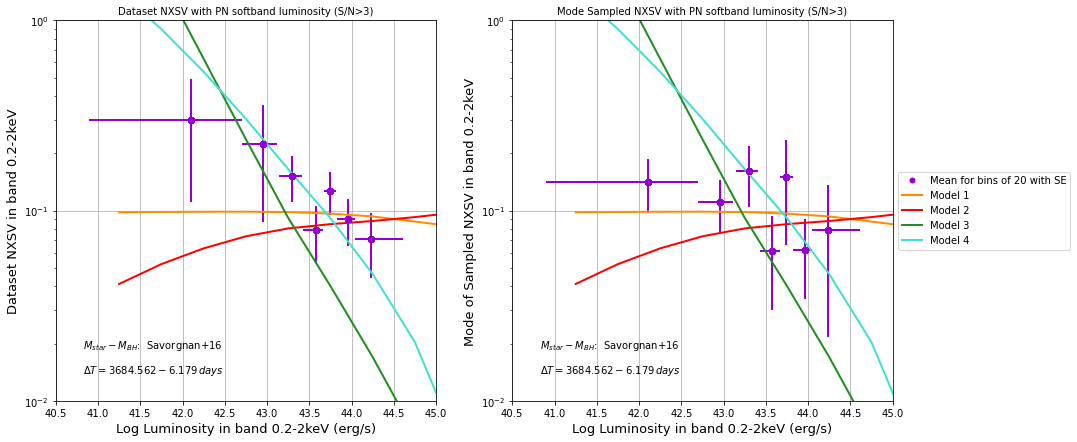 Dataset NXSV with PN softband luminosity (S/N>3)
Dataset NXSV in band 0.2-2keV
10⁰
10⁻¹
10⁻²
M_star − M_BH: Savorgnan+16
ΔT = 3684.562 − 6.179 days
40.5 41.0 41.5 42.0 42.5 43.0 43.5 44.0 44.5 45.0
Log Luminosity in band 0.2-2keV (erg/s)
Mode Sampled NXSV with PN softband luminosity (S/N>3)
Mode of Sampled NXSV in band 0.2-2keV
10⁰
10⁻¹
10⁻²
M_star − M_BH: Savorgnan+16
ΔT = 3684.562 − 6.179 days
40.5 41.0 41.5 42.0 42.5 43.0 43.5 44.0 44.5 45.0
Log Luminosity in band 0.2-2keV (erg/s)
Mean for bins of 20 with SE
Model 1
Model 2
Model 3
Model 4